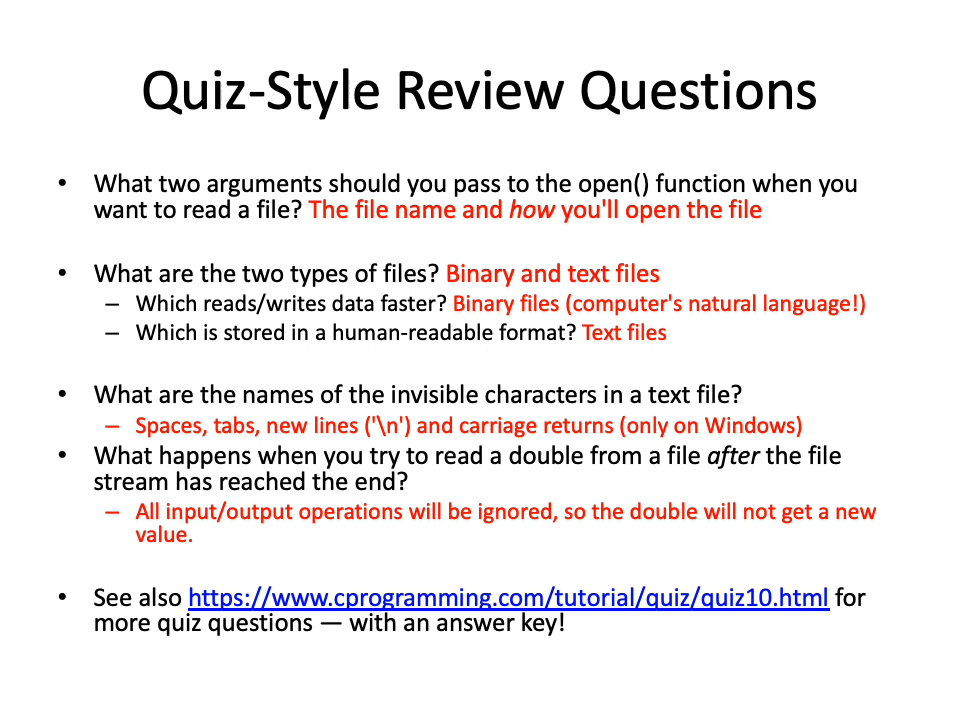 Quiz-Style Review Questions
• What two arguments should you pass to the open() function when you
want to read a file? The file name and how you'll open the file
• What are the two types of files? Binary and text files
– Which reads/writes data faster? Binary files (computer's natural language!)
– Which is stored in a human-readable format? Text files
• What are the names of the invisible characters in a text file?
– Spaces, tabs, new lines ('\n') and carriage returns (only on Windows)
• What happens when you try to read a double from a file after the file
stream has reached the end?
– All input/output operations will be ignored, so the double will not get a new
value.
• See also https://www.cprogramming.com/tutorial/quiz/quiz10.html for
more quiz questions — with an answer key!